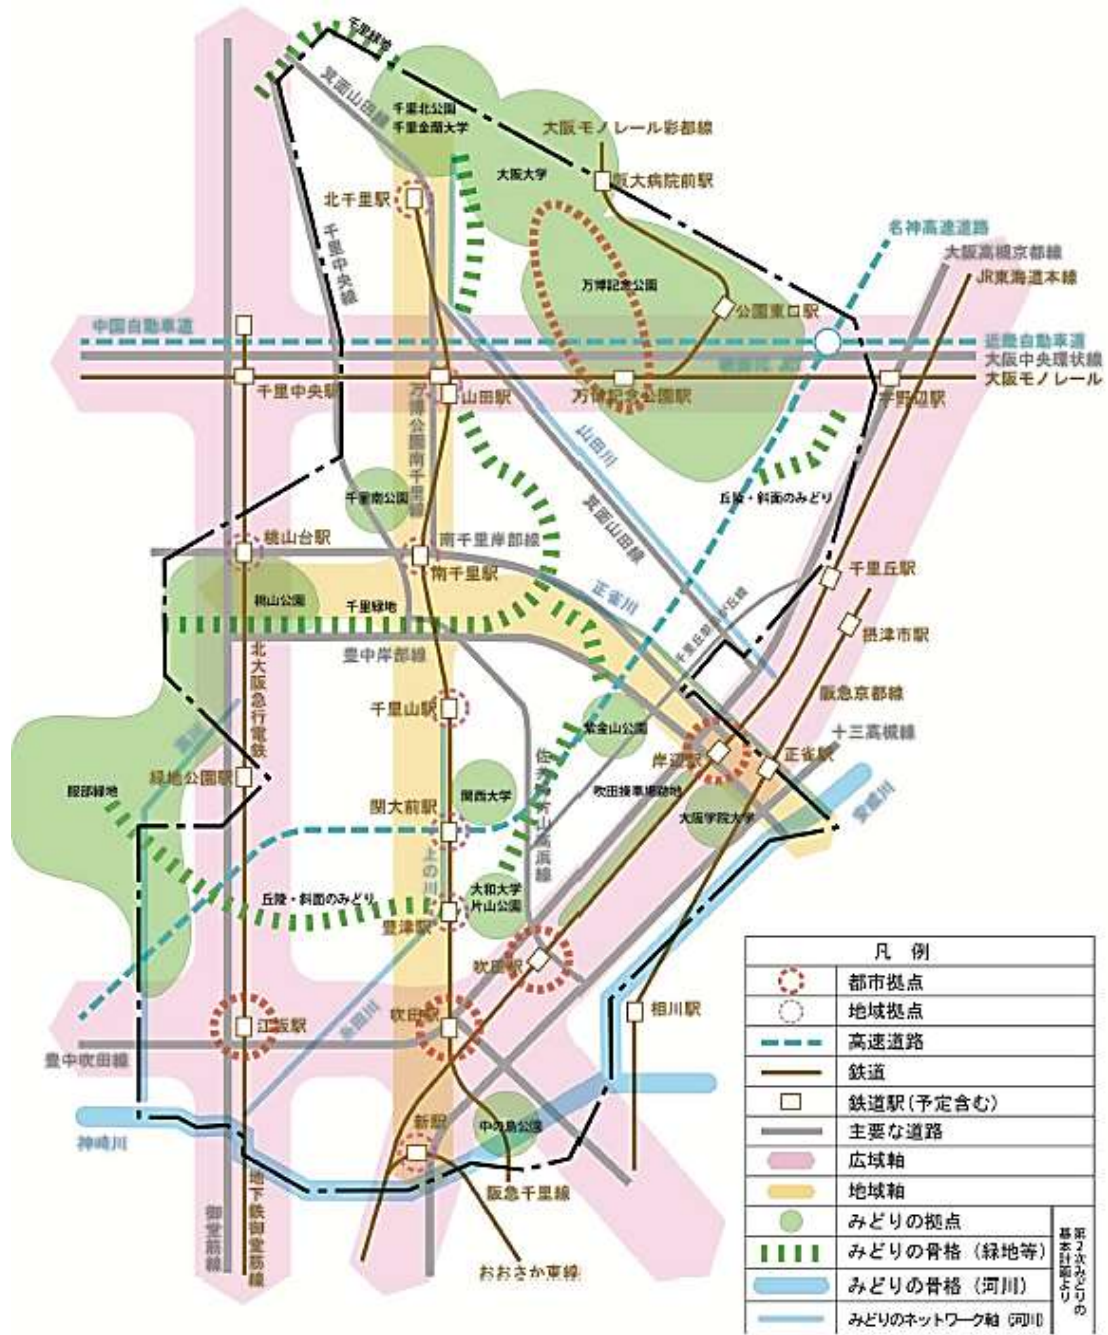 千里緑地
箕面山田線
千里北公園
千里金蘭大学
大阪モノレール彩都線
大阪大学
阪大病院前駅
北千里駅
千里中央線
名神高速道路
大阪高槻京都線
JR東海道本線
万博記念公園
公園東口駅
中国自動車道
近畿自動車道
大阪中央環状線
大阪モノレール
千里中央駅
山田駅
万博記念公園駅
万博公園南千里線
山田川
千里南公園
丘陵・斜面のみどり
箕面山田線
桃山台駅
南千里岸部線
南千里駅
千里丘駅
正雀川
桃山公園
千里緑地
摂津市駅
豊中岸部線
北大阪急行電鉄
阪急京都線
千里山駅
紫金山公園
十三高槻線
岸辺駅
正雀駅
緑地公園駅
服部緑地
関西大学
吹田操車場跡地
安威川
関大前駅
大阪学院大学
上の川
大和大学
片山公園
丘陵・斜面のみどり
豊津駅
吹田駅
江坂駅
吹田駅
相川駅
糸田川
豊中吹田線
神崎川
新駅
中の島公園
阪急千里線
地下鉄御堂筋線
御堂筋線
おおさか東線
凡 例
都市拠点
地域拠点
高速道路
鉄道
鉄道駅(予定含む)
主要な道路
広域軸
地域軸
みどりの拠点
みどりの骨格(緑地等)
みどりの骨格(河川)
みどりのネットワーク軸(河川)
第2次みどりの
基本計画より